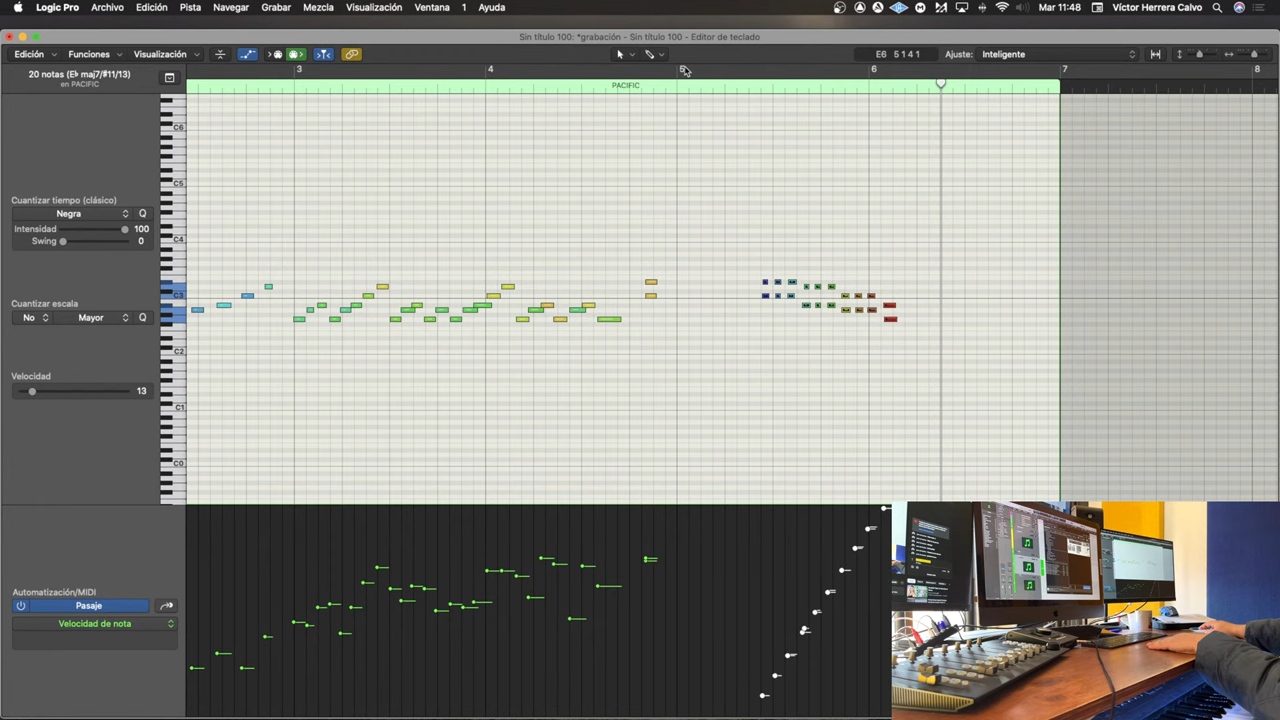 Logic Pro Archivo Edición Pista Navegar Grabar Mezcla Visualización Ventana 1 Ayuda Mar 11:48 Víctor Herrera Calvo
Sin título 100: *grabación - Sin título 100 - Editor de teclado
Edición Funciones Visualización E6 5 1 4 1 Ajuste: Inteligente
20 notas (E♭ maj7/#11/13)
en PACIFIC
3 4 5 6 7 8
PACIFIC
C6
C5
C4
C3
C2
C1
C0
Cuantizar tiempo (clásico)
Negra Q
Intensidad 100
Swing 0
Cuantizar escala
No Mayor Q
Velocidad
13
Automatización/MIDI
Pasaje
Velocidad de nota